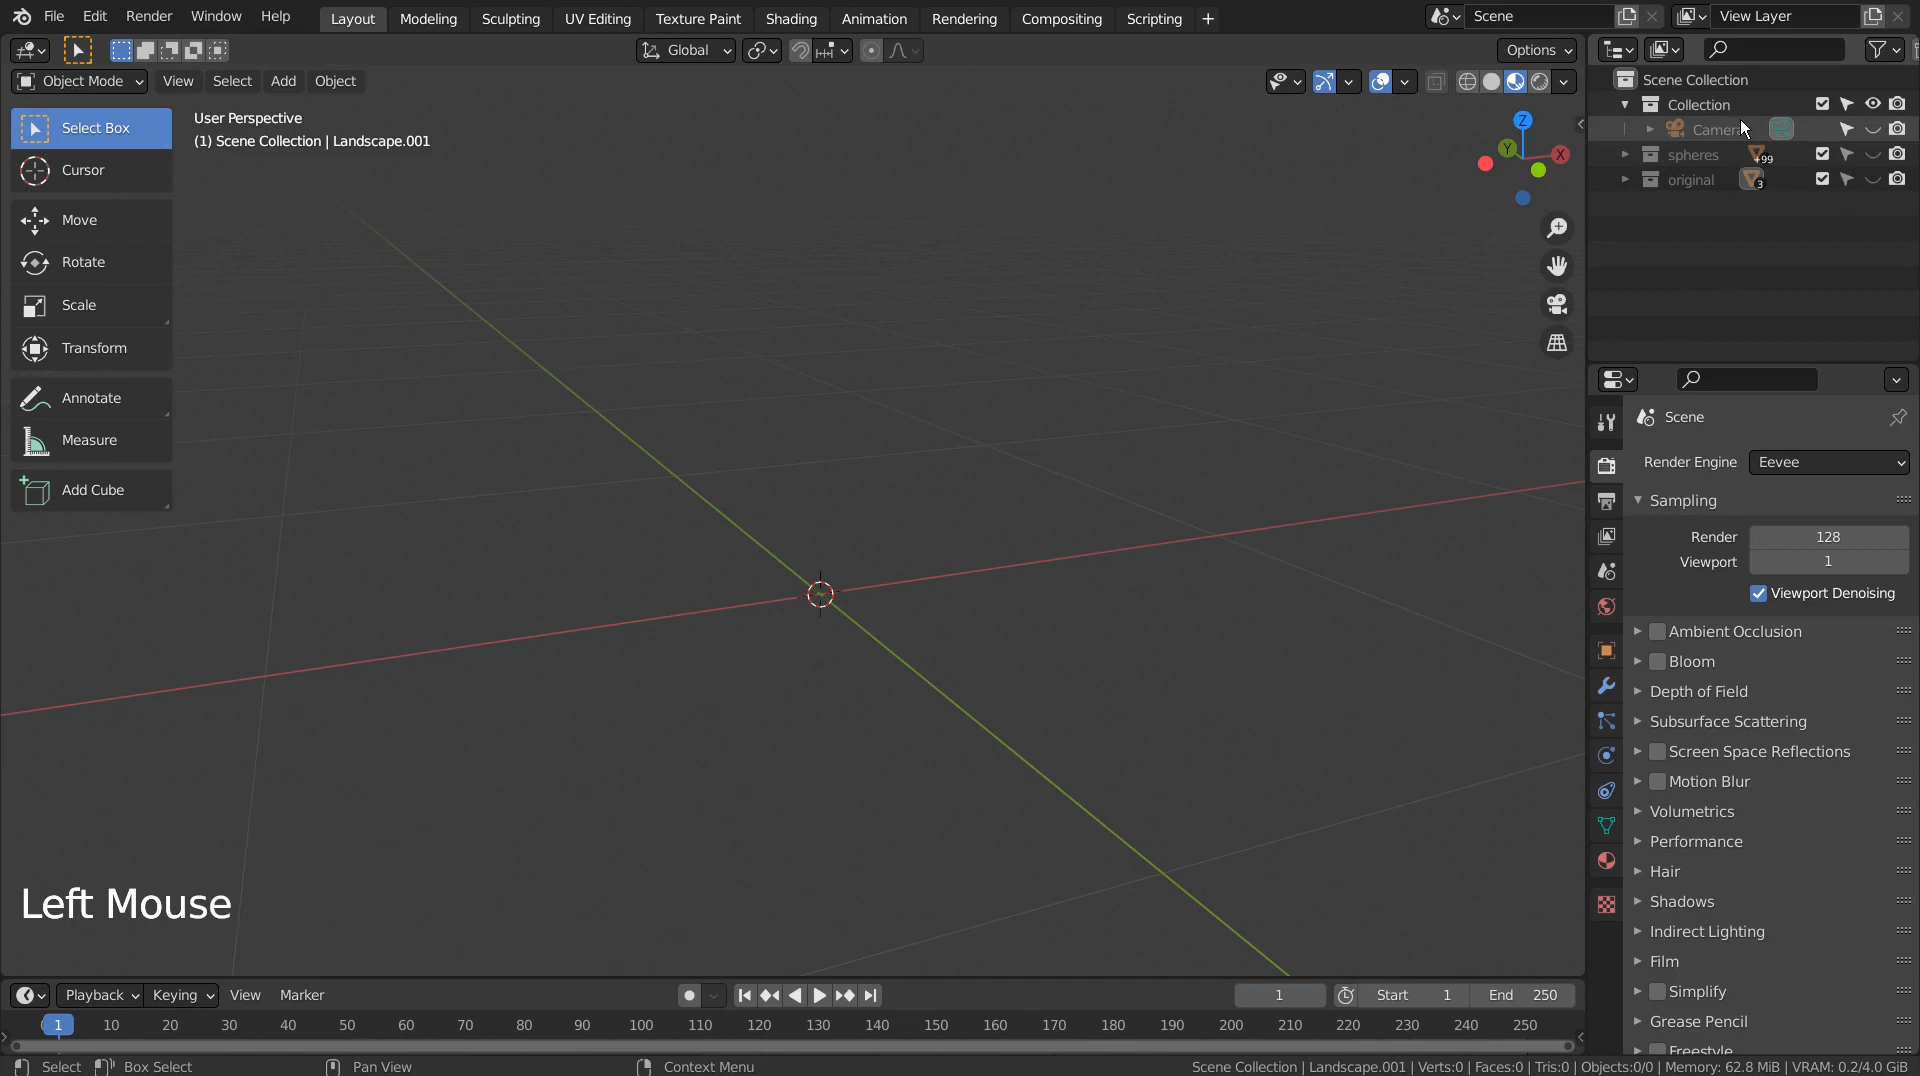 File Edit Render Window Help Layout Modeling Sculpting UV Editing Texture Paint Shading Animation Rendering Compositing Scripting + Scene View Layer
Global Options
Object Mode View Select Add Object
Select Box
Cursor
Move
Rotate
Scale
Transform
Annotate
Measure
Add Cube
User Perspective
(1) Scene Collection | Landscape.001
Z
Y
X
Left Mouse
Scene Collection
Collection
Camera
spheres +99
original 3
Scene
Render Engine Eevee
Sampling
Render 128
Viewport 1
Viewport Denoising
Ambient Occlusion
Bloom
Depth of Field
Subsurface Scattering
Screen Space Reflections
Motion Blur
Volumetrics
Performance
Hair
Shadows
Indirect Lighting
Film
Simplify
Grease Pencil
Freestyle
Playback Keying View Marker 1 Start 1 End 250
1 10 20 30 40 50 60 70 80 90 100 110 120 130 140 150 160 170 180 190 200 210 220 230 240 250
Select Box Select Pan View Context Menu Scene Collection | Landscape.001 | Verts:0 | Faces:0 | Tris:0 | Objects:0/0 | Memory: 62.8 MiB | VRAM: 0.2/4.0 GiB